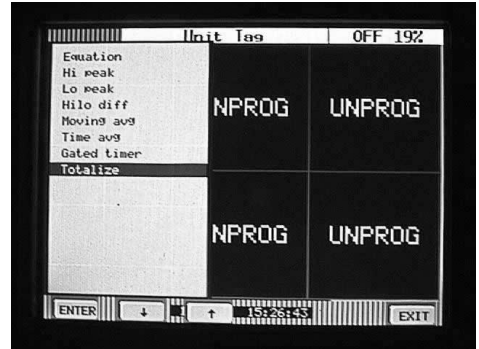 Unit Tag OFF 19%
Equation
Hi peak
Lo peak
Hilo diff
Moving avg
Time avg
Gated timer
Totalize
NPROG UNPROG
NPROG UNPROG
ENTER ↓ ↑ 15:26:43 EXIT